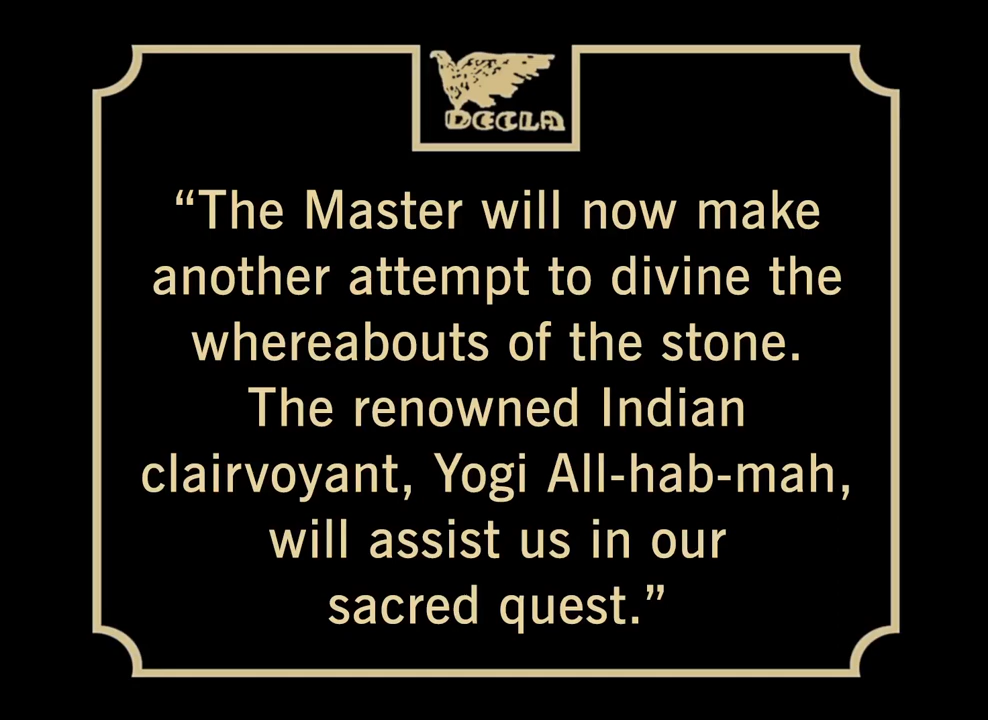 DECLA
“The Master will now make
another attempt to divine the
whereabouts of the stone.
The renowned Indian
clairvoyant, Yogi All-hab-mah,
will assist us in our
sacred quest.”